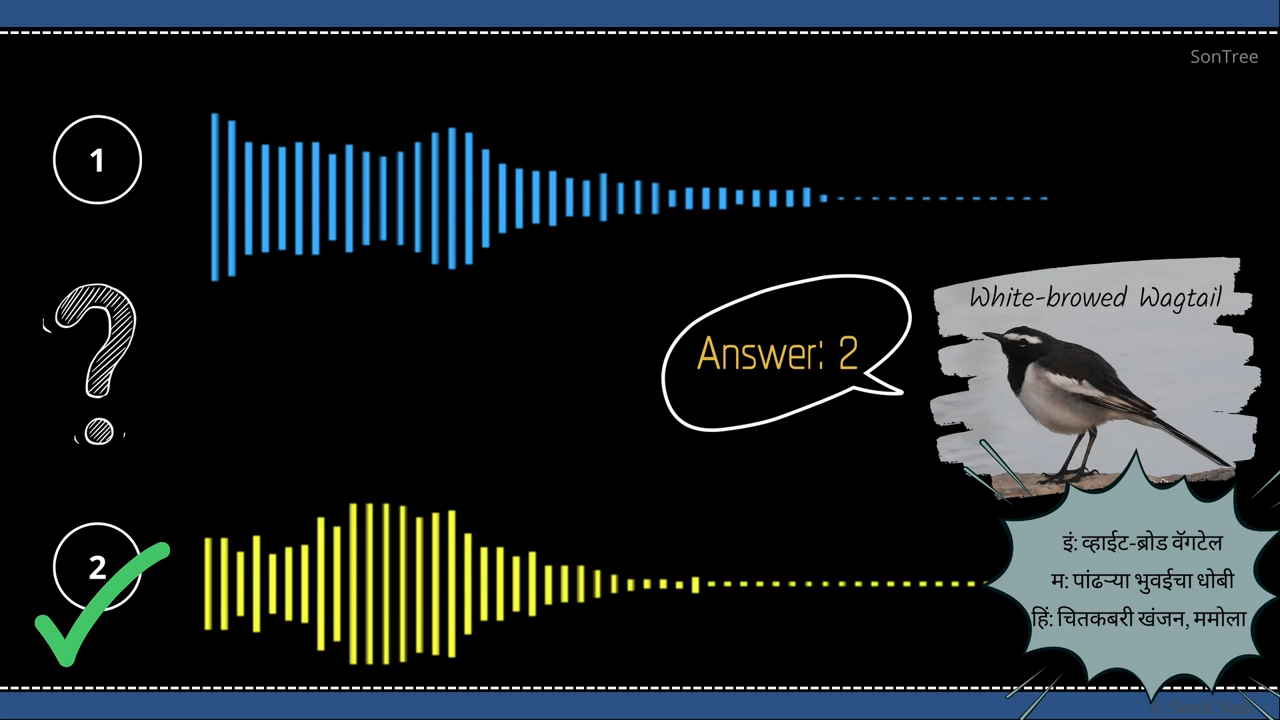 SonTree
1
White-browed Wagtail
Answer: 2
2
इं: व्हाईट-ब्रोड वॅगटेल
म: पांढऱ्या भुवईचा धोबी
हिं: चितकबरी खंजन, ममोला